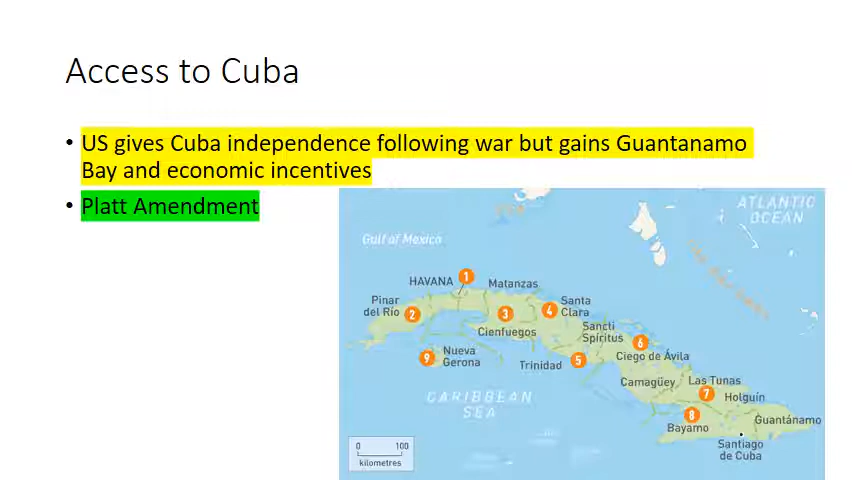 Access to Cuba
• US gives Cuba independence following war but gains Guantanamo
Bay and economic incentives
• Platt Amendment
ATLANTIC
OCEAN
Gulf of Mexico
HAVANA
1
Matanzas
Pinar
del Río
2
3
Cienfuegos
4
Santa
Clara
Sancti
Spíritus
6
Ciego de Ávila
9
Nueva
Gerona
Trinidad
5
Camagüey
Las Tunas
7
Holguín
CARIBBEAN
SEA
8
Bayamo
Guantánamo
Santiago
de Cuba
0 100
kilometres